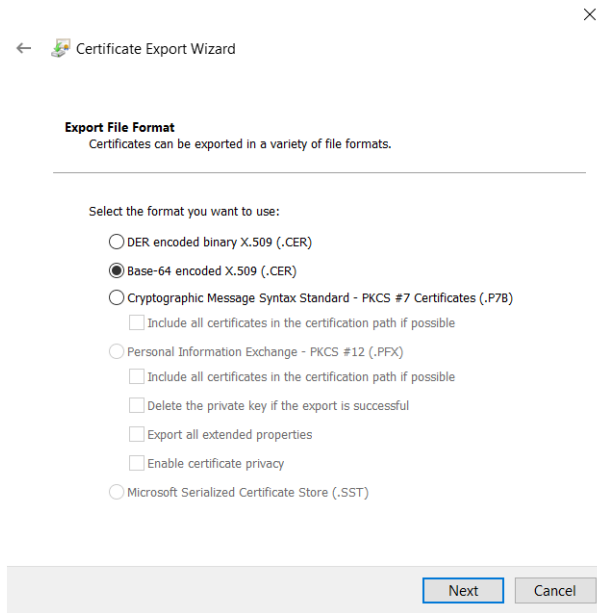 Certificate Export Wizard
Export File Format
Certificates can be exported in a variety of file formats.
Select the format you want to use:
DER encoded binary X.509 (.CER)
Base-64 encoded X.509 (.CER)
Cryptographic Message Syntax Standard - PKCS #7 Certificates (.P7B)
Include all certificates in the certification path if possible
Personal Information Exchange - PKCS #12 (.PFX)
Include all certificates in the certification path if possible
Delete the private key if the export is successful
Export all extended properties
Enable certificate privacy
Microsoft Serialized Certificate Store (.SST)
Next Cancel